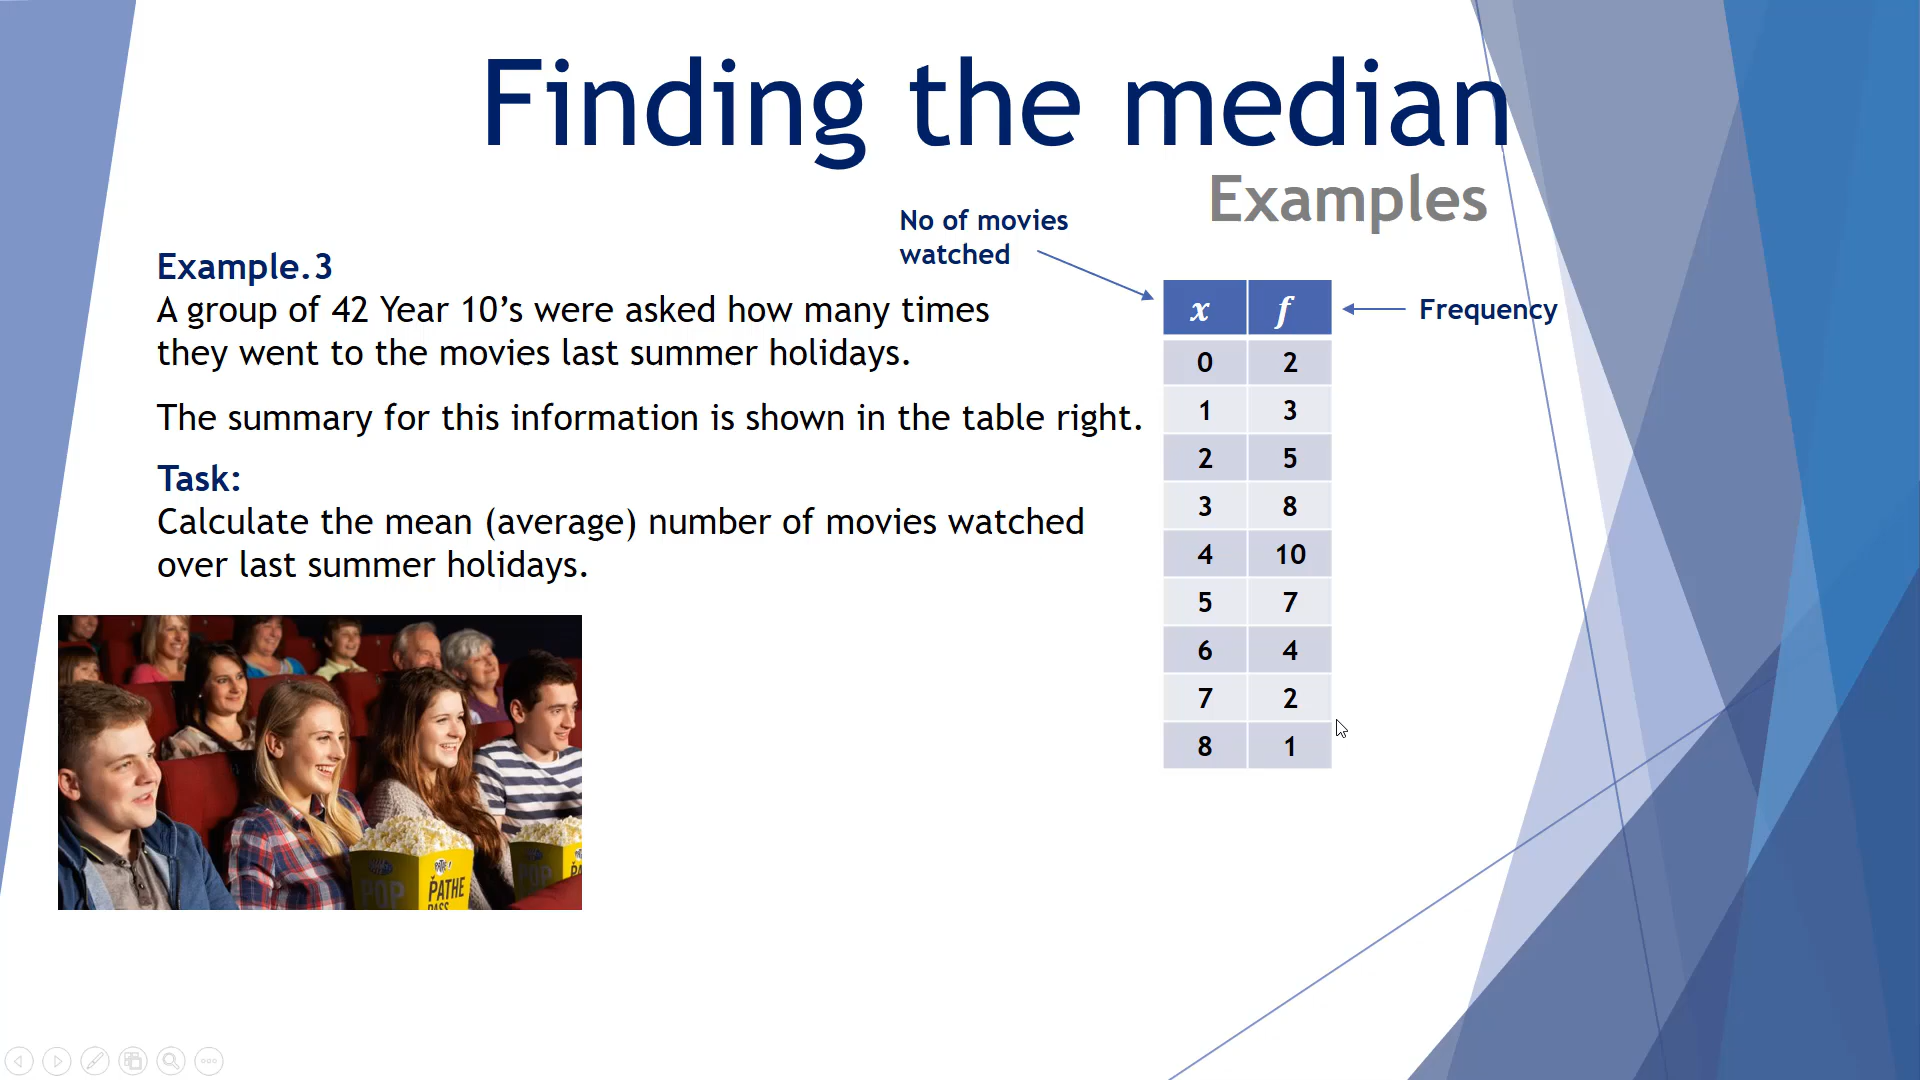 Finding the median
Examples
No of movies
watched
Example.3
A group of 42 Year 10’s were asked how many times
they went to the movies last summer holidays.
The summary for this information is shown in the table right.
Task:
Calculate the mean (average) number of movies watched
over last summer holidays.
x f
Frequency
0 2
1 3
2 5
3 8
4 10
5 7
6 4
7 2
8 1
POP
PATHE
PASS